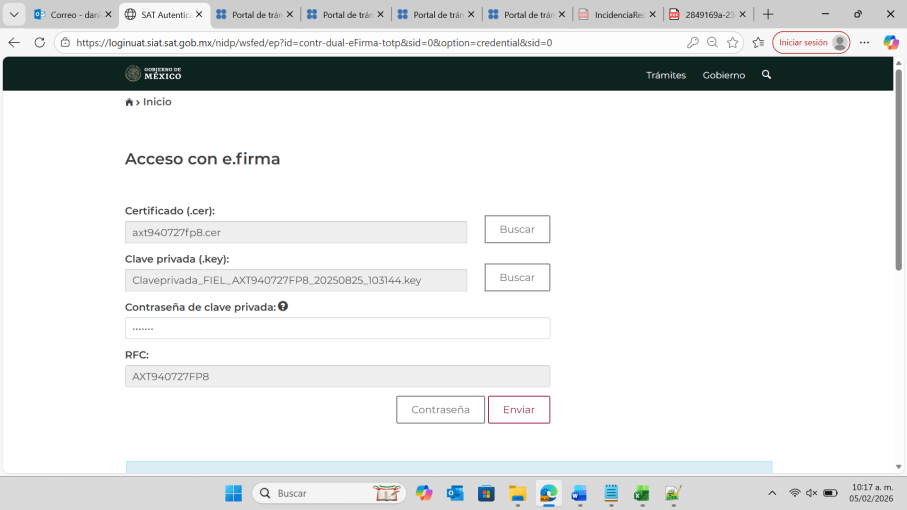 Correo - dani
SAT Autentica
Portal de trán
Portal de trán
Portal de trán
Portal de trán
IncidenciaRec
2849169a-23
https://loginuat.siat.sat.gob.mx/nidp/wsfed/ep?id=contr-dual-eFirma-totp&sid=0&option=credential&sid=0
Iniciar sesión
GOBIERNO DE
MÉXICO
Trámites Gobierno
Inicio
Acceso con e.firma
Certificado (.cer):
axt940727fp8.cer
Buscar
Clave privada (.key):
Claveprivada_FIEL_AXT940727FP8_20250825_103144.key
Buscar
Contraseña de clave privada:
RFC:
AXT940727FP8
Contraseña Enviar
Buscar
10:17 a. m.
05/02/2026